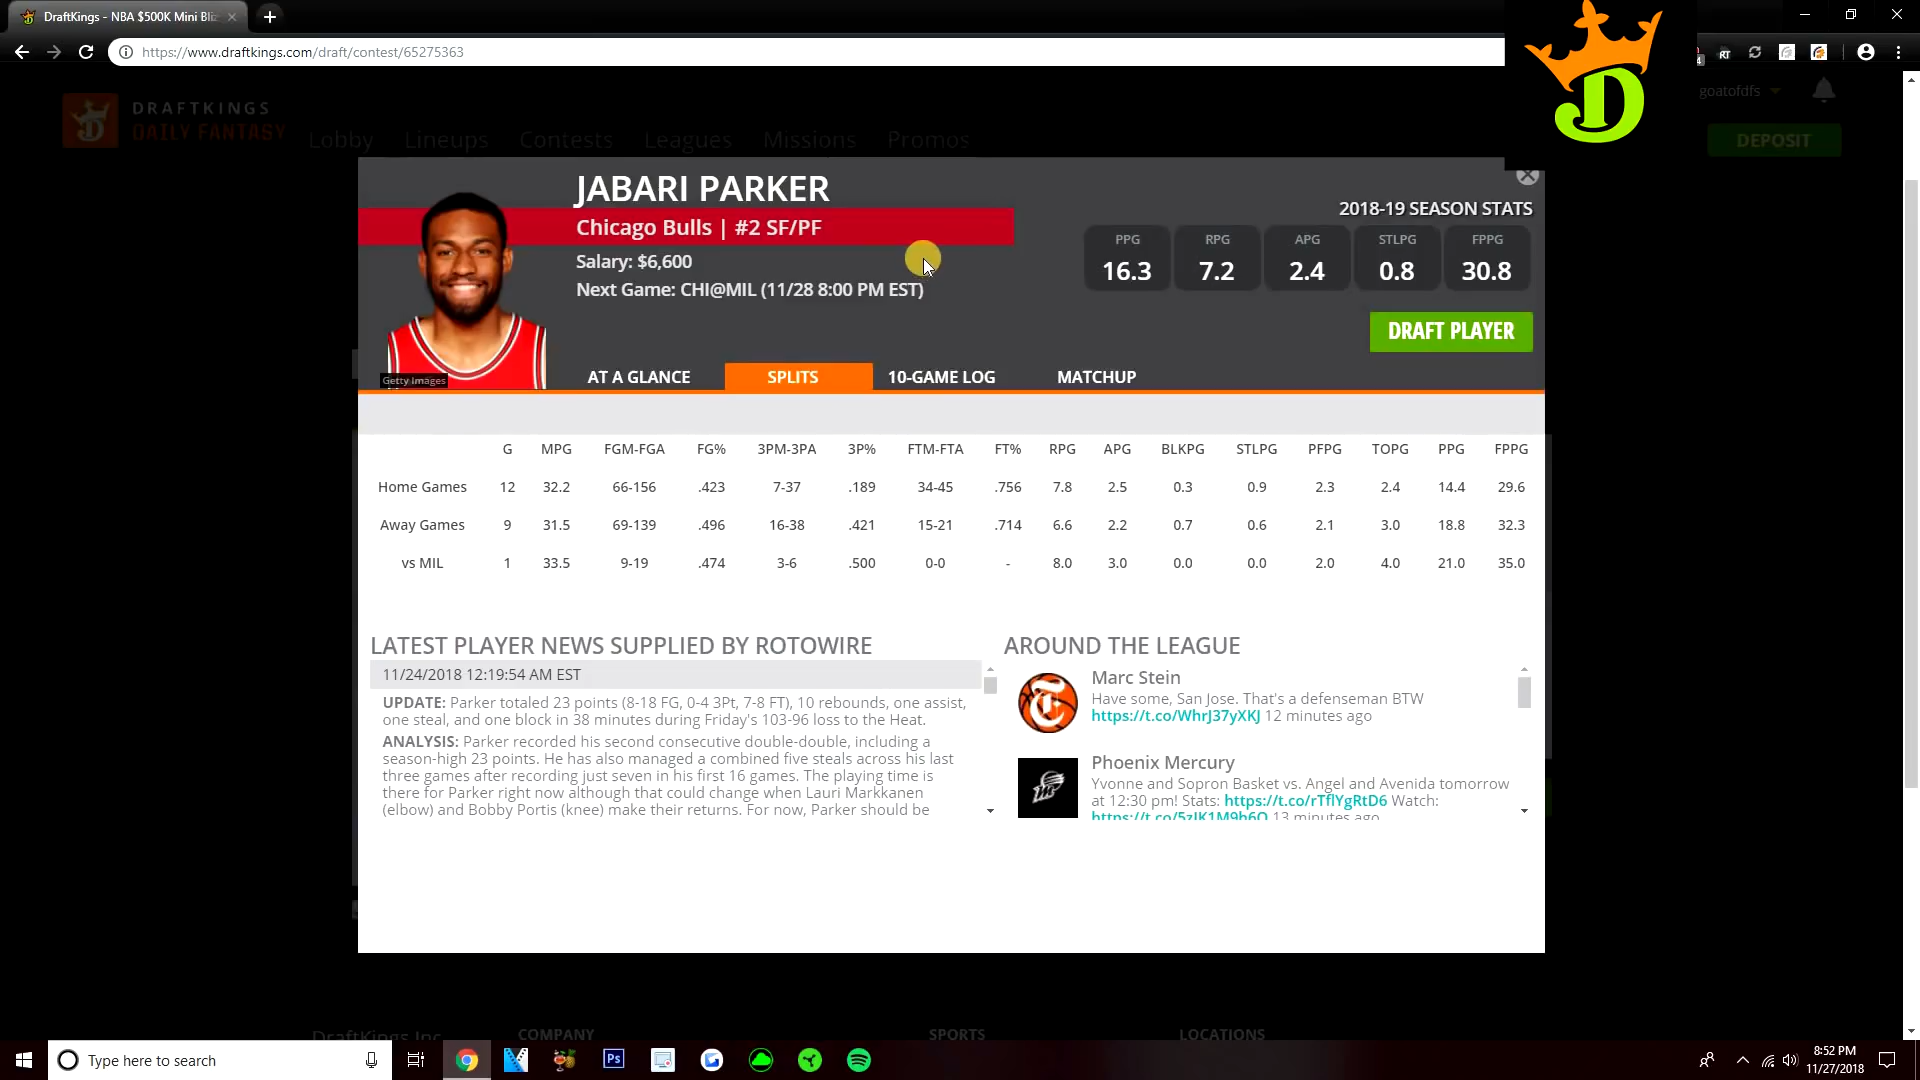 DraftKings - NBA $500K Mini Bli
https://www.draftkings.com/draft/contest/65275363
RT
DRAFTKINGS
DAILY FANTASY
Lobby Lineups Contests Leagues Missions Promos
goatofdfs
DEPOSIT
D
JABARI PARKER
Chicago Bulls | #2 SF/PF
Salary: $6,600
Next Game: CHI@MIL (11/28 8:00 PM EST)
2018-19 SEASON STATS
PPG RPG APG STLPG FPPG
16.3 7.2 2.4 0.8 30.8
DRAFT PLAYER
Getty Images
AT A GLANCE SPLITS 10-GAME LOG MATCHUP
G MPG FGM-FGA FG% 3PM-3PA 3P% FTM-FTA FT% RPG APG BLKPG STLPG PFPG TOPG PPG FPPG
Home Games 12 32.2 66-156 .423 7-37 .189 34-45 .756 7.8 2.5 0.3 0.9 2.3 2.4 14.4 29.6
Away Games 9 31.5 69-139 .496 16-38 .421 15-21 .714 6.6 2.2 0.7 0.6 2.1 3.0 18.8 32.3
vs MIL 1 33.5 9-19 .474 3-6 .500 0-0 - 8.0 3.0 0.0 0.0 2.0 4.0 21.0 35.0
LATEST PLAYER NEWS SUPPLIED BY ROTOWIRE
11/24/2018 12:19:54 AM EST
UPDATE: Parker totaled 23 points (8-18 FG, 0-4 3Pt, 7-8 FT), 10 rebounds, one assist,
one steal, and one block in 38 minutes during Friday's 103-96 loss to the Heat.
ANALYSIS: Parker recorded his second consecutive double-double, including a
season-high 23 points. He has also managed a combined five steals across his last
three games after recording just seven in his first 16 games. The playing time is
there for Parker right now although that could change when Lauri Markkanen
(elbow) and Bobby Portis (knee) make their returns. For now, Parker should be
AROUND THE LEAGUE
Marc Stein
Have some, San Jose. That's a defenseman BTW
https://t.co/WhrJ37yXKJ 12 minutes ago
Phoenix Mercury
Yvonne and Sopron Basket vs. Angel and Avenida tomorrow
at 12:30 pm! Stats: https://t.co/rTflYgRtD6 Watch:
https://t.co/5zJK1M9h6O 13 minutes ago
DraftKings Inc.
COMPANY SPORTS LOCATIONS
Type here to search
Ps
8:52 PM
11/27/2018